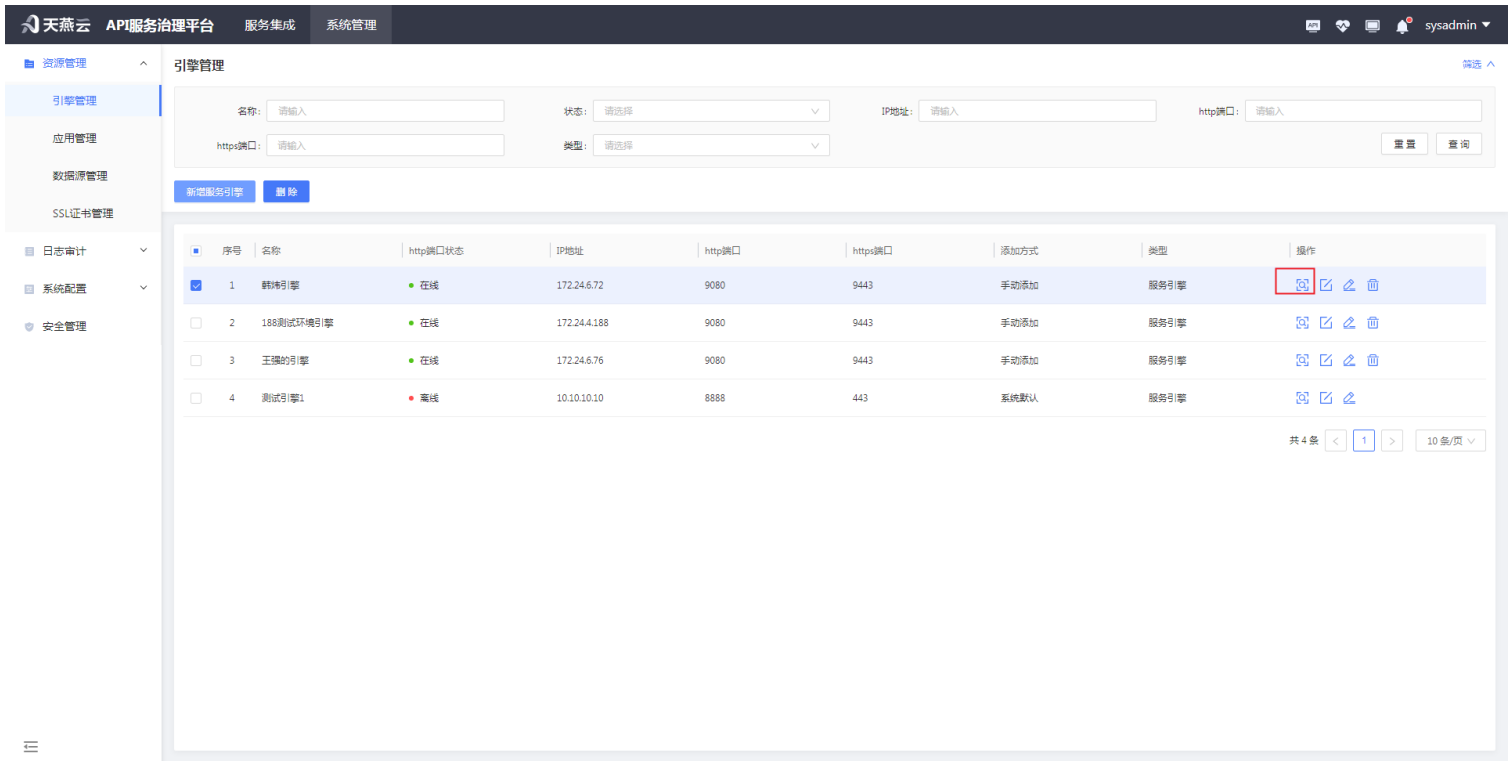 天燕云 API服务治理平台 服务集成 系统管理 API sysadmin
资源管理
引擎管理
应用管理
数据源管理
SSL证书管理
日志审计
系统配置
安全管理
引擎管理 筛选
名称: 请输入 状态: 请选择 IP地址: 请输入 http端口: 请输入
https端口: 请输入 类型: 请选择 重置 查询
新增服务引擎 删除
序号 名称 http端口状态 IP地址 http端口 https端口 添加方式 类型 操作
1 韩炜引擎 在线 172.24.6.72 9080 9443 手动添加 服务引擎
2 188测试环境引擎 在线 172.24.4.188 9080 9443 手动添加 服务引擎
3 王强的引擎 在线 172.24.6.76 9080 9443 手动添加 服务引擎
4 测试引擎1 离线 10.10.10.10 8888 443 系统默认 服务引擎
共 4 条 < 1 > 10 条/页